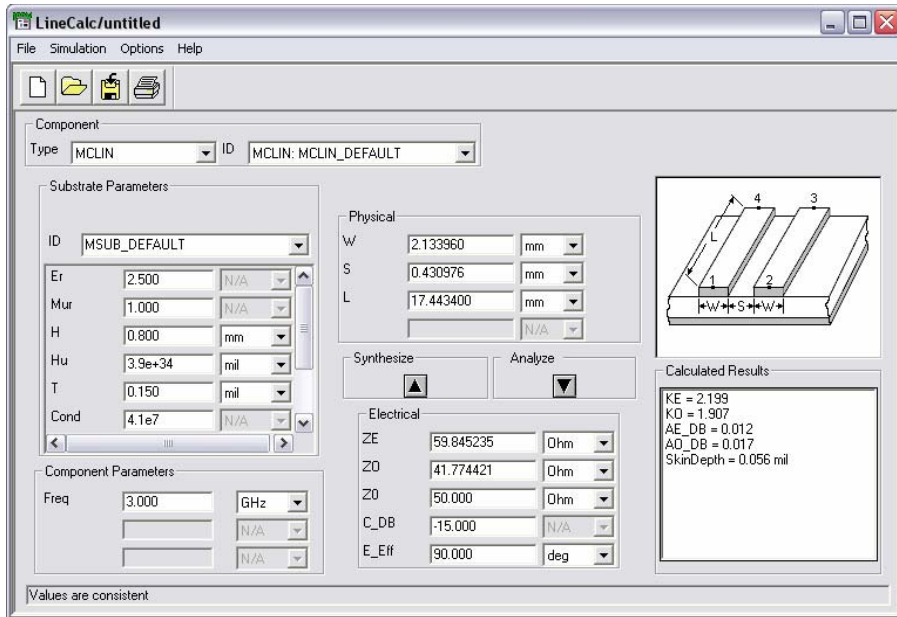 LineCalc/untitled
File Simulation Options Help
Component
Type MCLIN ID MCLIN: MCLIN_DEFAULT
Substrate Parameters
ID MSUB_DEFAULT
Er 2.500 N/A
Mur 1.000 N/A
H 0.800 mm
Hu 3.9e+34 mil
T 0.150 mil
Cond 4.1e7 N/A
Component Parameters
Freq 3.000 GHz
N/A
N/A
Physical
W 2.133960 mm
S 0.430976 mm
L 17.443400 mm
N/A
Synthesize Analyze
Electrical
ZE 59.845235 Ohm
ZO 41.774421 Ohm
Z0 50.000 Ohm
C_DB -15.000 N/A
E_Eff 90.000 deg
4 3
L
1 2
W S W
Calculated Results
KE = 2.199
KO = 1.907
AE_DB = 0.012
AO_DB = 0.017
SkinDepth = 0.056 mil
Values are consistent